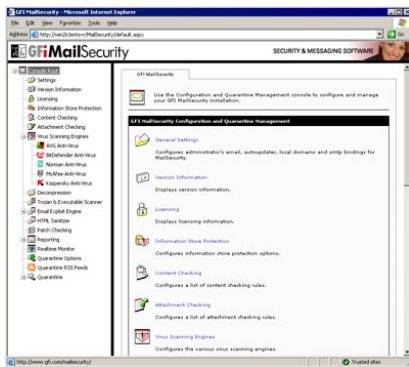 GFI MailSecurity - Microsoft Internet Explorer
File Edit View Favorites Tools Help
Address http://win2k3entsvr/MailSecurity/default.aspx Go
GFi MailSecurity
SECURITY & MESSAGING SOFTWARE
Console Root
Settings
Version Information
Licensing
Information Store Protection
Content Checking
Attachment Checking
Virus Scanning Engines
AVG Anti-Virus
BitDefender Anti-Virus
Norman Anti-Virus
McAfee Anti-Virus
Kaspersky Anti-Virus
Decompression
Trojan & Executable Scanner
Email Exploit Engine
HTML Sanitizer
Patch Checking
Reporting
Realtime Monitor
Quarantine Options
Quarantine RSS Feeds
Quarantine
GFI MailSecurity
Use the Configuration and Quarantine Management console to configure and manage
your GFI MailSecurity installation.
GFI MailSecurity Configuration and Quarantine Management
General Settings
Configures administrator's email, autoupdater, local domains and smtp bindings for
MailSecurity.
Version Information
Displays version information.
Licensing
Displays licensing information.
Information Store Protection
Configures information store protection options.
Content Checking
Configures a list of content checking rules.
Attachment Checking
Configures a list of attachment checking rules.
Virus Scanning Engines
Configures the various virus scanning engines.
http://www.gfi.com/mailsecurity/
Trusted sites